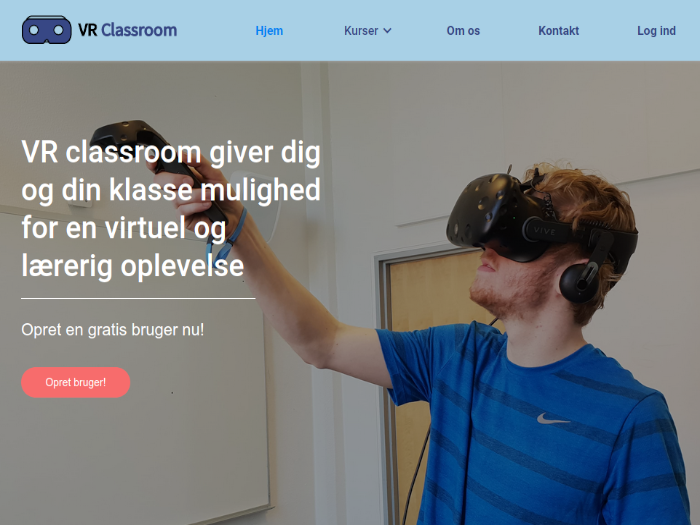 VR Classroom
Hjem
Kurser
Om os
Kontakt
Log ind
VR classroom giver dig
og din klasse mulighed
for en virtuel og
lærerig oplevelse
Opret en gratis bruger nu!
Opret bruger!
VIVE